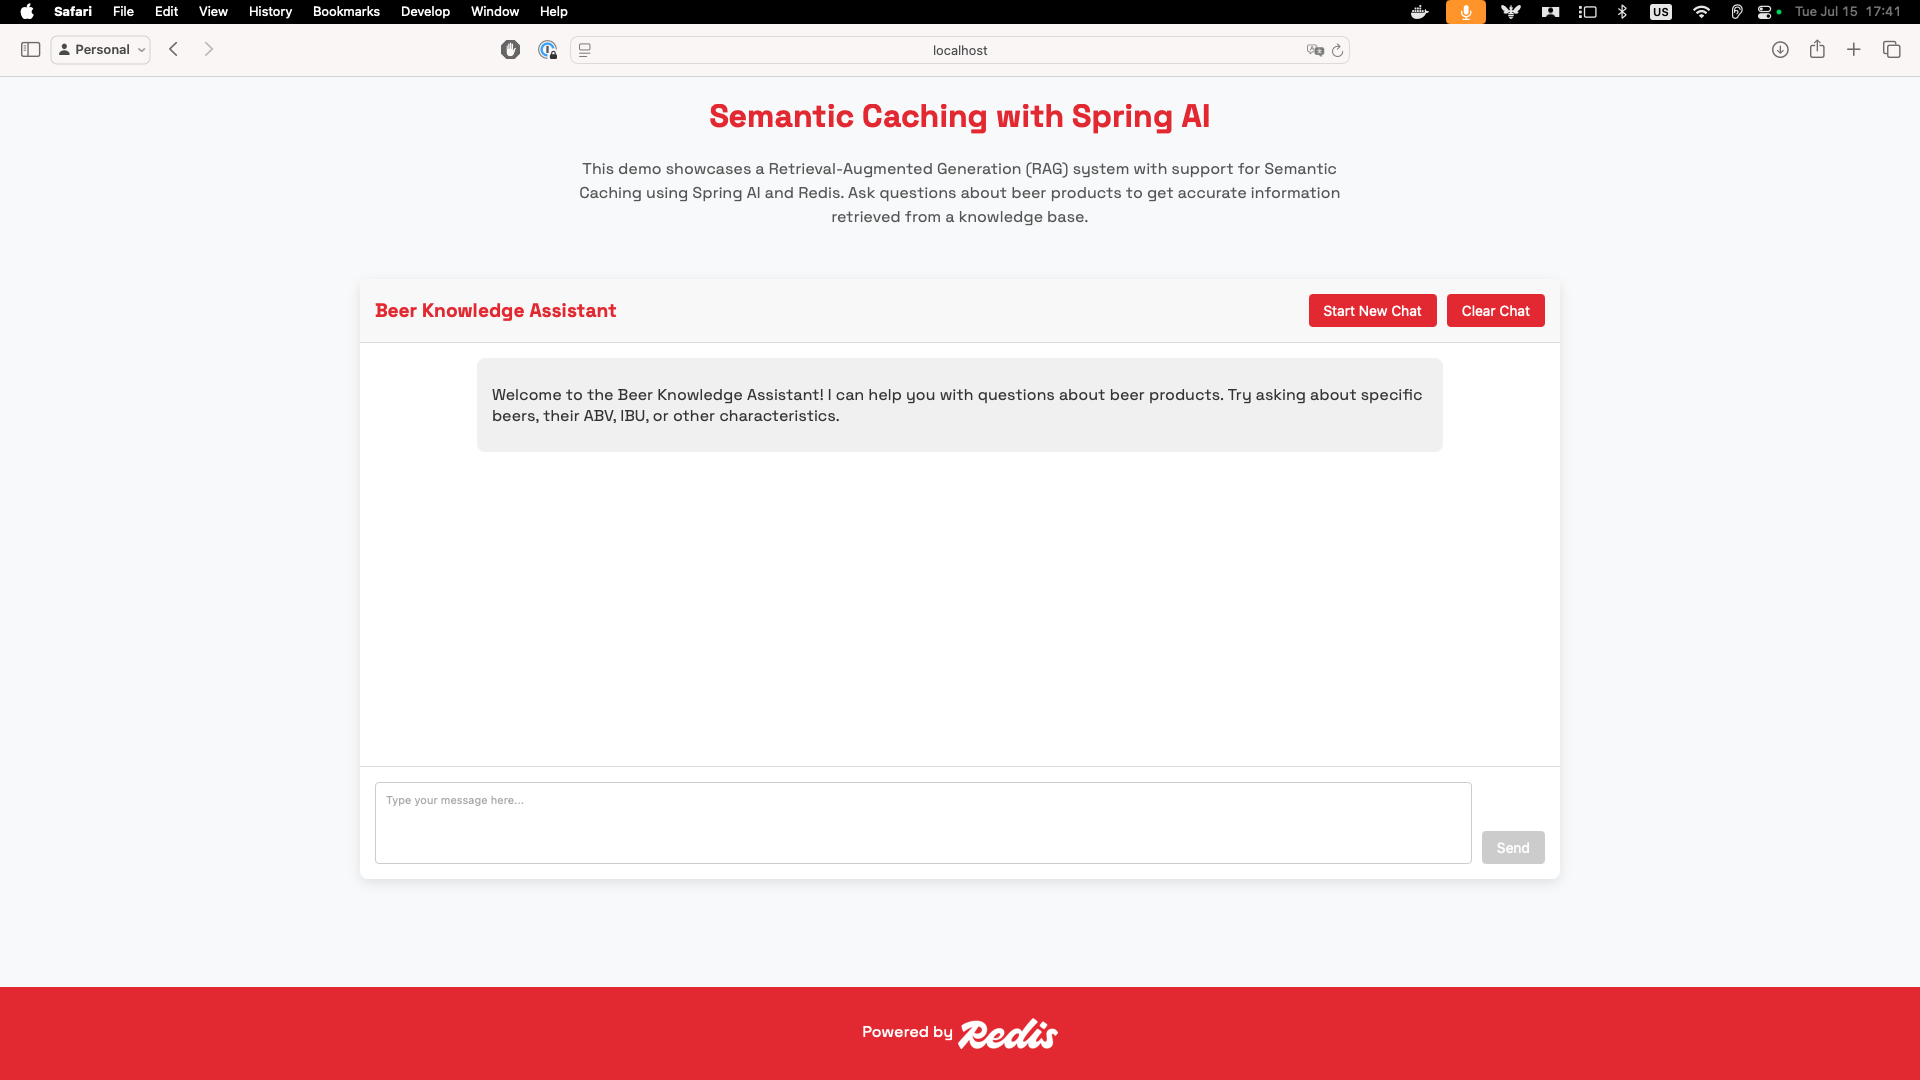 Safari File Edit View History Bookmarks Develop Window Help US Tue Jul 15 17:41
Personal localhost
Semantic Caching with Spring AI
This demo showcases a Retrieval-Augmented Generation (RAG) system with support for Semantic
Caching using Spring AI and Redis. Ask questions about beer products to get accurate information
retrieved from a knowledge base.
Beer Knowledge Assistant Start New Chat Clear Chat
Welcome to the Beer Knowledge Assistant! I can help you with questions about beer products. Try asking about specific
beers, their ABV, IBU, or other characteristics.
Type your message here...
Send
Powered by Redis